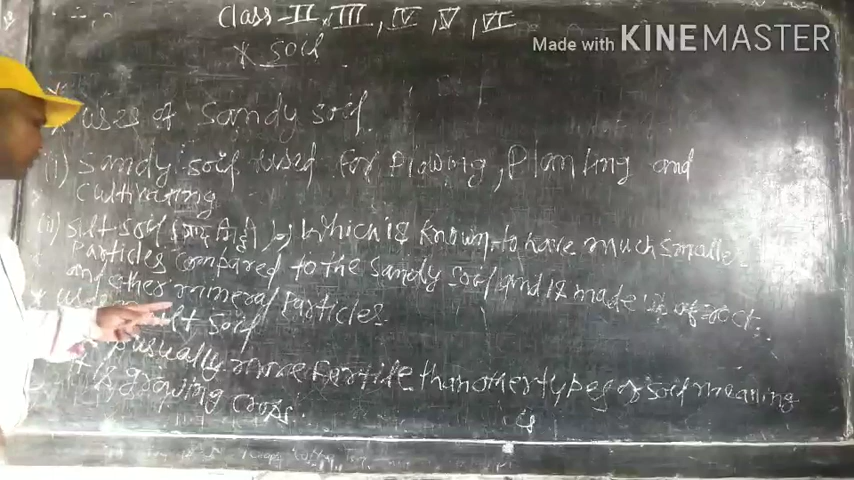 Class - II, III, IV, V, VI
* Soil
Made with KINEMASTER
* uses of Sandy soil.
(i) Sandy soil used for Plowing, Planting and
Cultivating
(ii) silt soil ( ) => Which is known to have much smaller
Particles compared to the Sandy soil and is made of rock
and other mineral Particles.
* silt soil
usually more fertile than other types of soil meaning
growing crops.